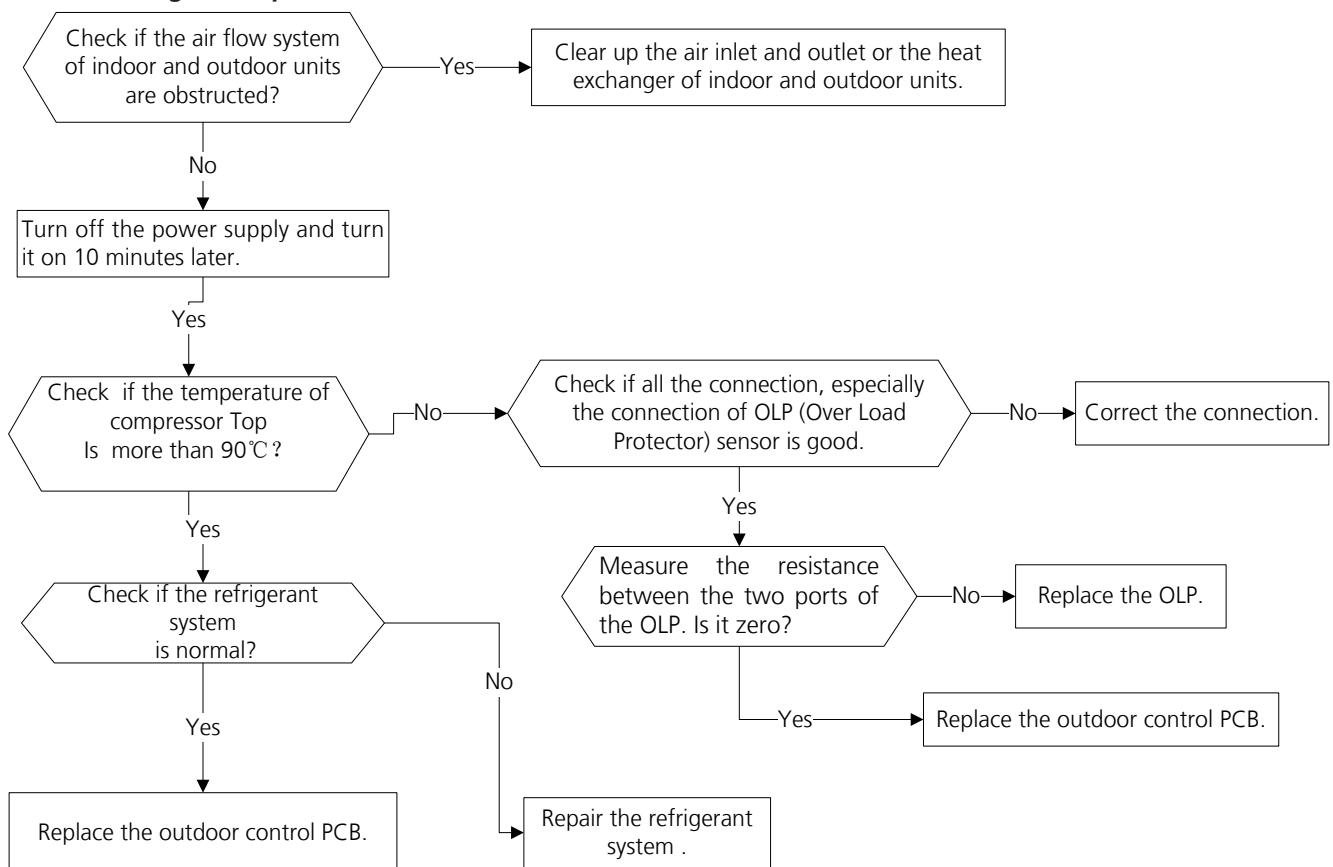 Check if the air flow system
of indoor and outdoor units
are obstructed?
Yes
Clear up the air inlet and outlet or the heat
exchanger of indoor and outdoor units.
No
Turn off the power supply and turn
it on 10 minutes later.
Yes
Check if the temperature of
compressor Top
Is more than 90℃?
No
Check if all the connection, especially
the connection of OLP (Over Load
Protector) sensor is good.
No
Correct the connection.
Yes
Yes
Measure the resistance
between the two ports of
the OLP. Is it zero?
No
Replace the OLP.
Check if the refrigerant
system
is normal?
No
Yes
Replace the outdoor control PCB.
Yes
Replace the outdoor control PCB.
Repair the refrigerant
system .